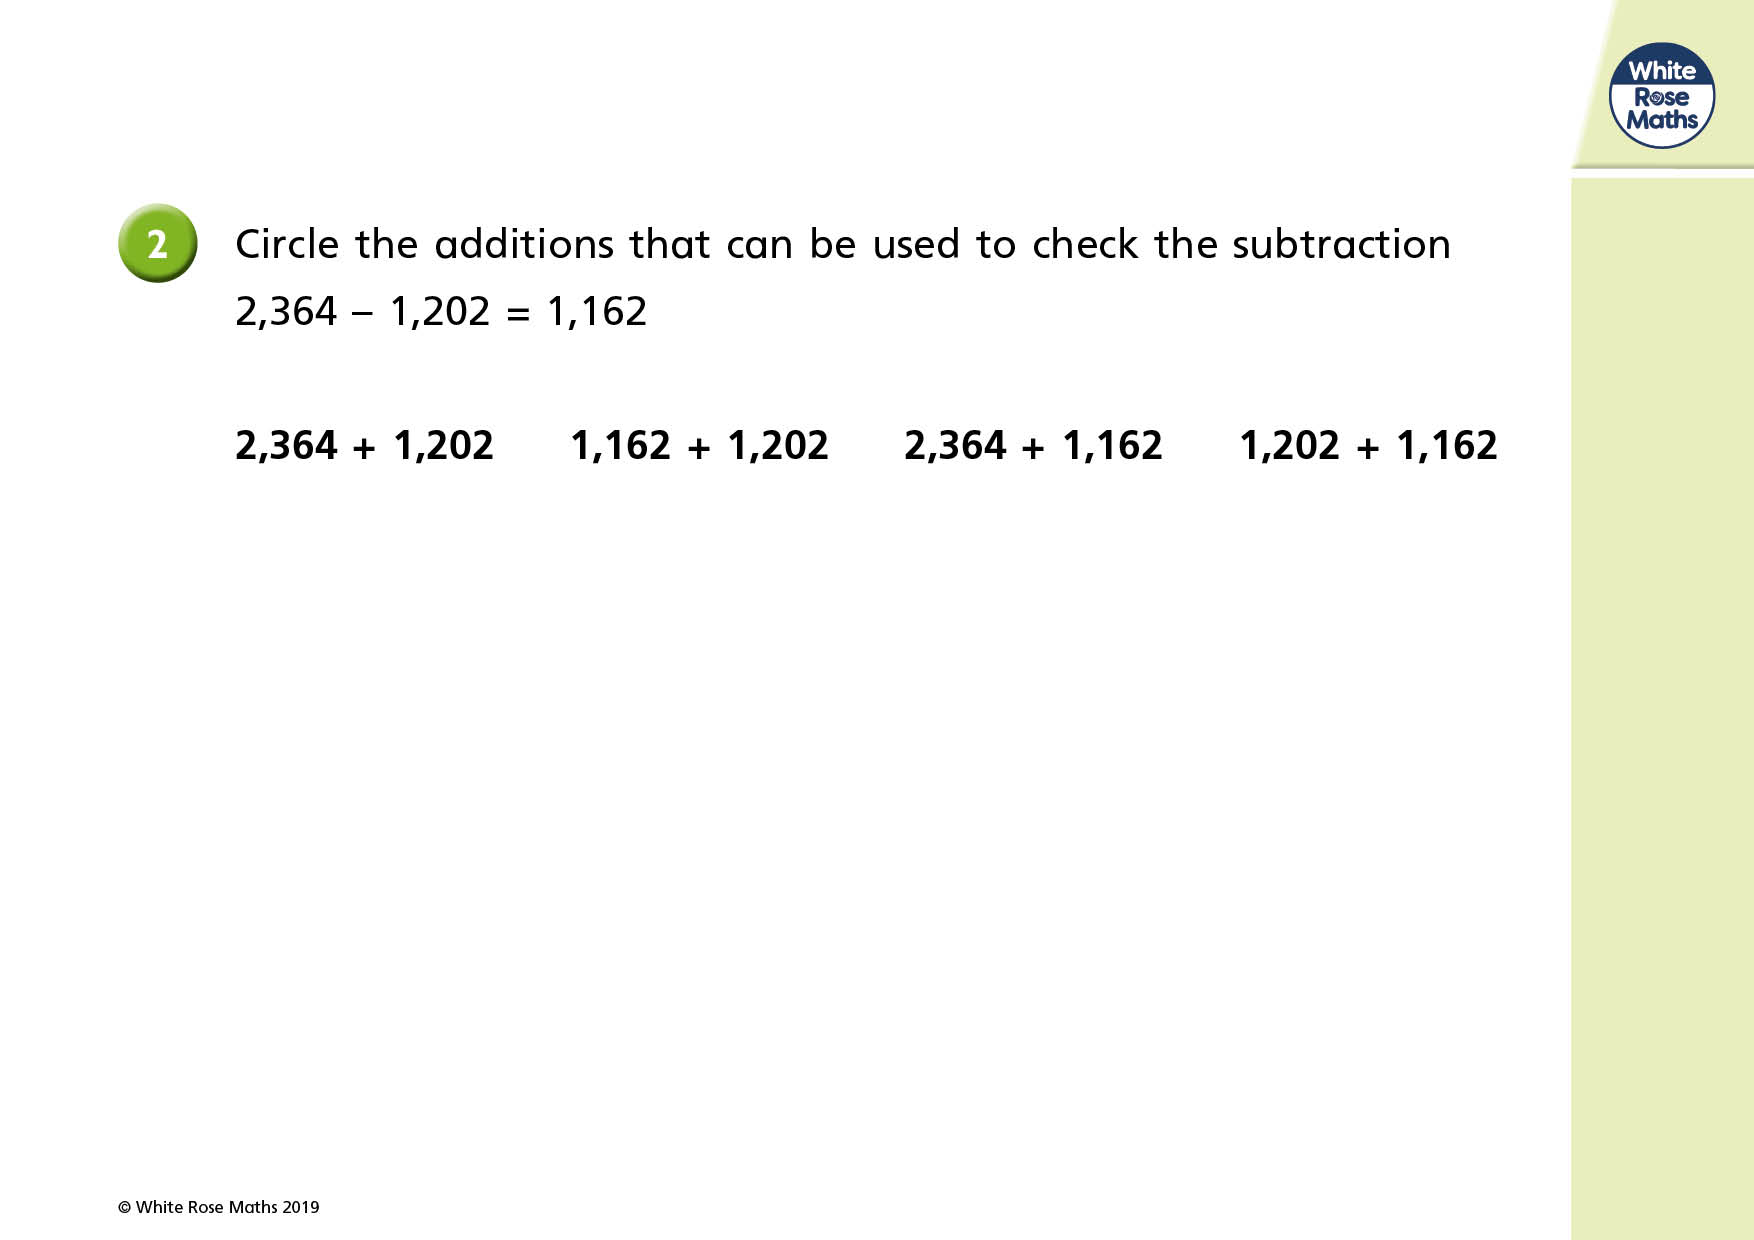 White
Rose
Maths
2 Circle the additions that can be used to check the subtraction
2,364 – 1,202 = 1,162
2,364 + 1,202 1,162 + 1,202 2,364 + 1,162 1,202 + 1,162
© White Rose Maths 2019